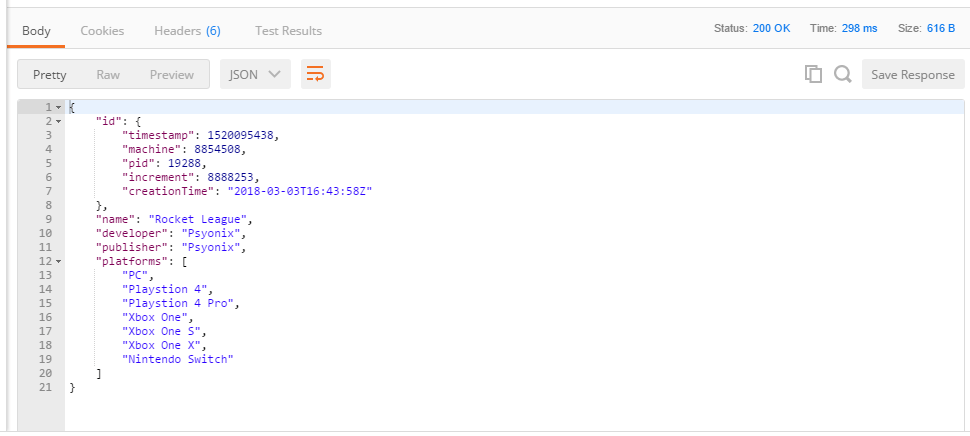 Body Cookies Headers (6) Test Results Status: 200 OK Time: 298 ms Size: 616 B
Pretty Raw Preview JSON Save Response
1 {
2 "id": {
3 "timestamp": 1520095438,
4 "machine": 8854508,
5 "pid": 19288,
6 "increment": 8888253,
7 "creationTime": "2018-03-03T16:43:58Z"
8 },
9 "name": "Rocket League",
10 "developer": "Psyonix",
11 "publisher": "Psyonix",
12 "platforms": [
13 "PC",
14 "Playstion 4",
15 "Playstion 4 Pro",
16 "Xbox One",
17 "Xbox One S",
18 "Xbox One X",
19 "Nintendo Switch"
20 ]
21 }